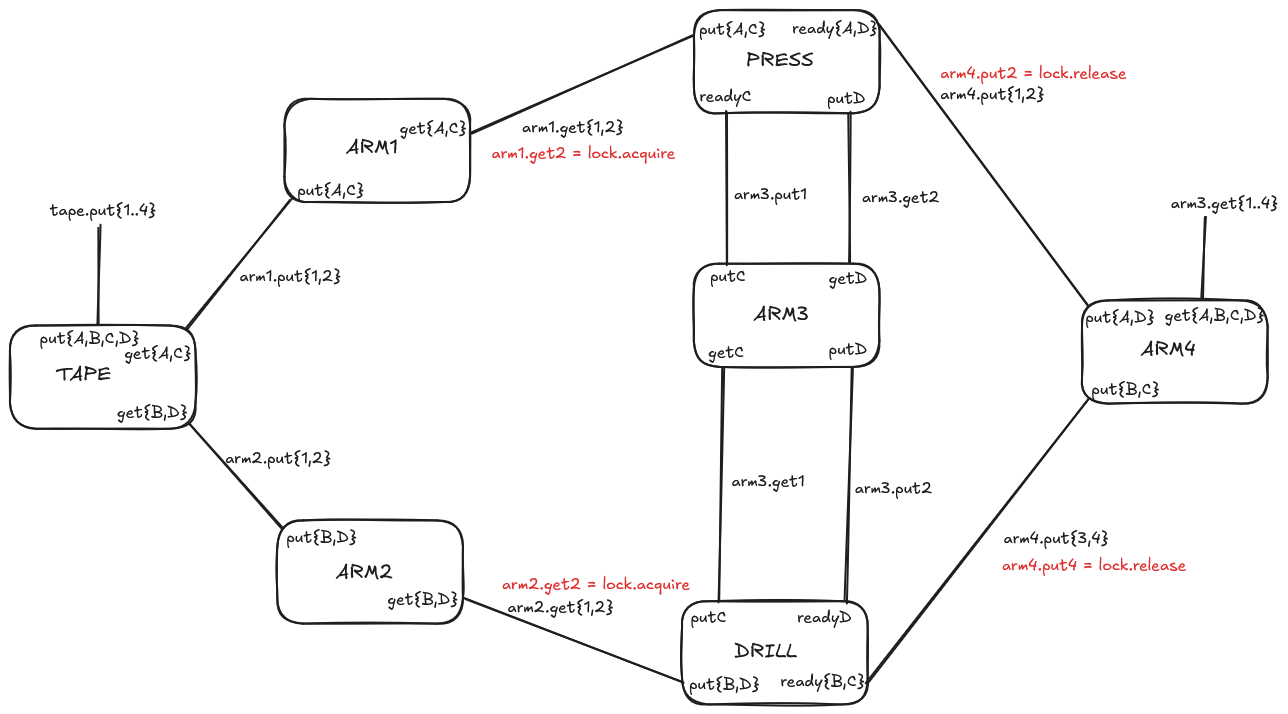 put{A,C}
ready{A,D}
PRESS
readyC
putD
arm4.put2 = lock.release
arm4.put{1,2}
get{A,C}
ARM1
put{A,C}
arm1.get{1,2}
arm1.get2 = lock.acquire
tape.put{1..4}
arm1.put{1,2}
arm3.put1
arm3.get2
arm3.get{1..4}
putC
getD
ARM3
getC
putD
put{A,B,C,D}
get{A,C}
TAPE
get{B,D}
put{A,D}
get{A,B,C,D}
ARM4
put{B,C}
arm2.put{1,2}
arm3.get1
arm3.put2
put{B,D}
ARM2
get{B,D}
arm2.get2 = lock.acquire
arm2.get{1,2}
arm4.put{3,4}
arm4.put4 = lock.release
putC
readyD
DRILL
put{B,D}
ready{B,C}